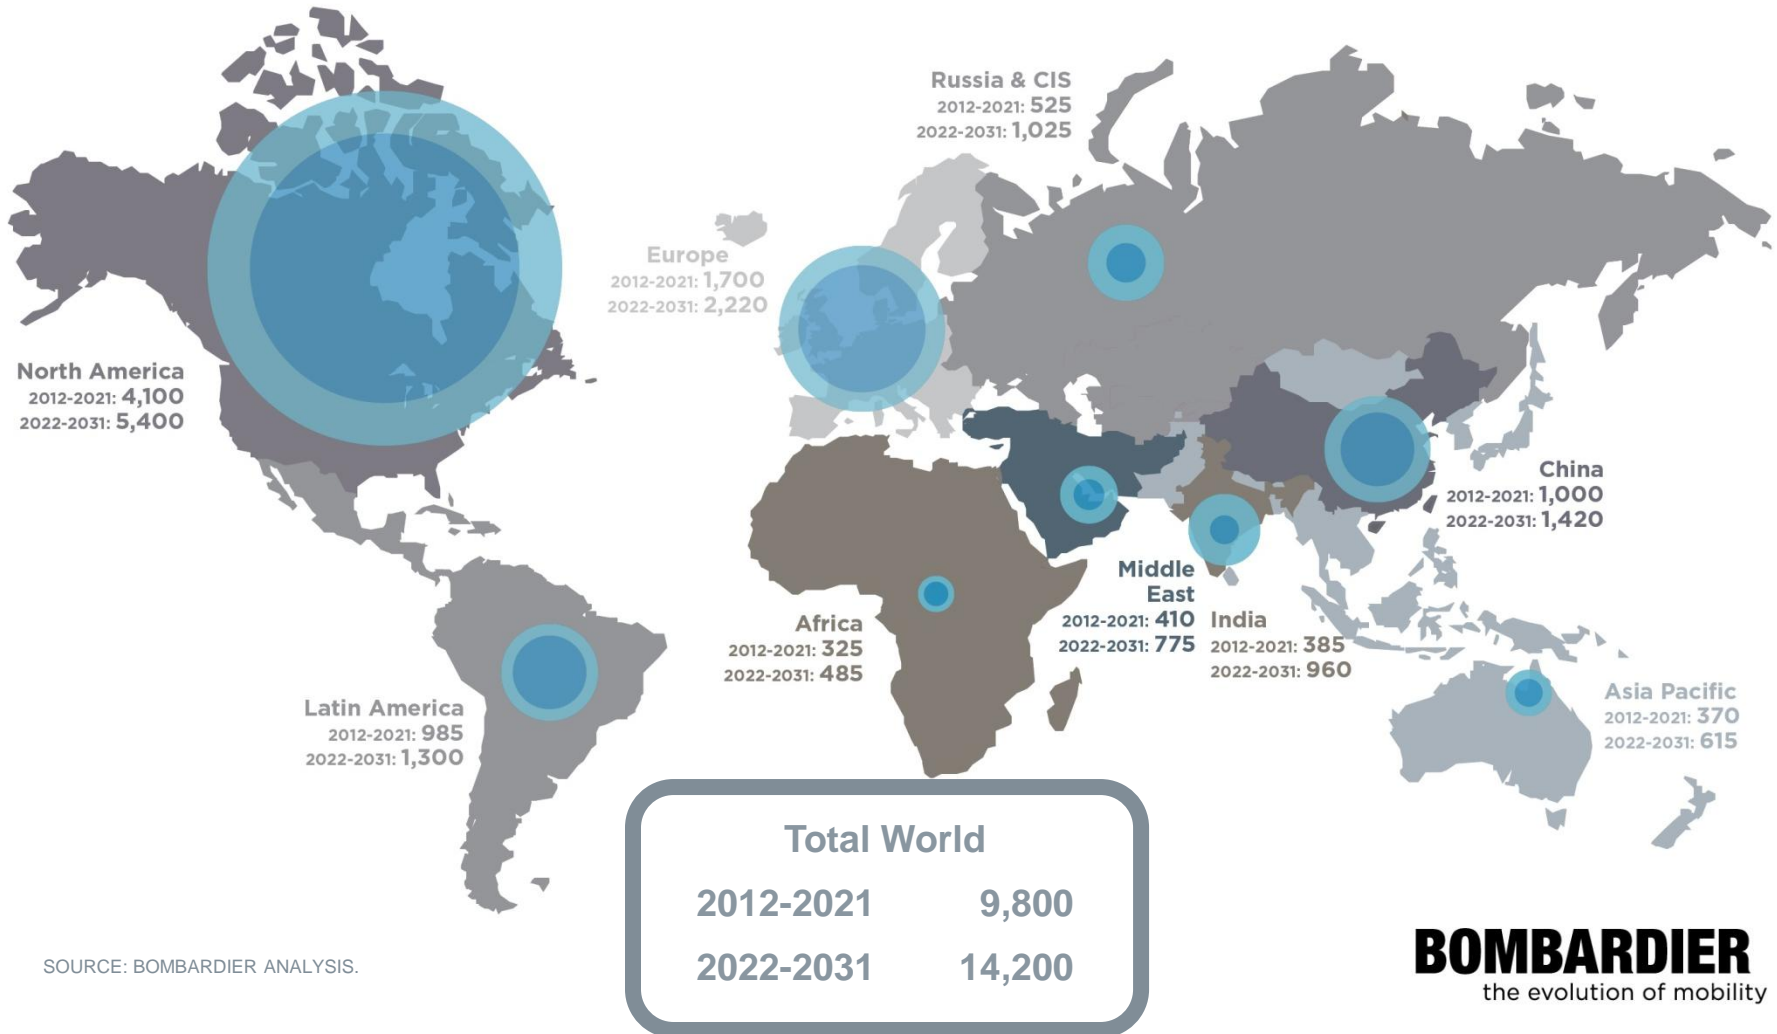 Russia & CIS
2012-2021: 525
2022-2031: 1,025
Europe
2012-2021: 1,700
2022-2031: 2,220
North America
2012-2021: 4,100
2022-2031: 5,400
China
2012-2021: 1,000
2022-2031: 1,420
Middle
East
2012-2021: 410
2022-2031: 775
India
2012-2021: 385
2022-2031: 960
Africa
2012-2021: 325
2022-2031: 485
Asia Pacific
2012-2021: 370
2022-2031: 615
Latin America
2012-2021: 985
2022-2031: 1,300
Total World
2012-2021 9,800
2022-2031 14,200
SOURCE: BOMBARDIER ANALYSIS.
BOMBARDIER
the evolution of mobility